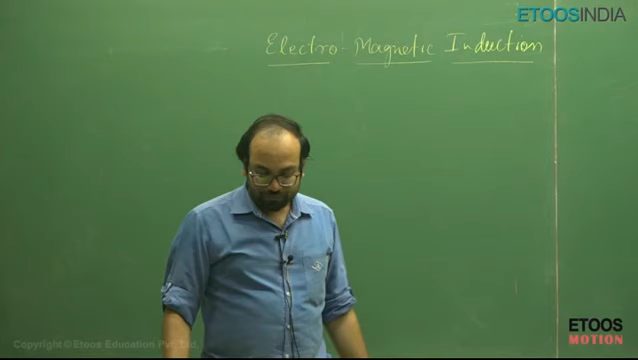 ETOOSINDIA
Electro-Magnetic Induction
Copyright © Etoos Education Pvt. Ltd.
ETOOS
MOTION